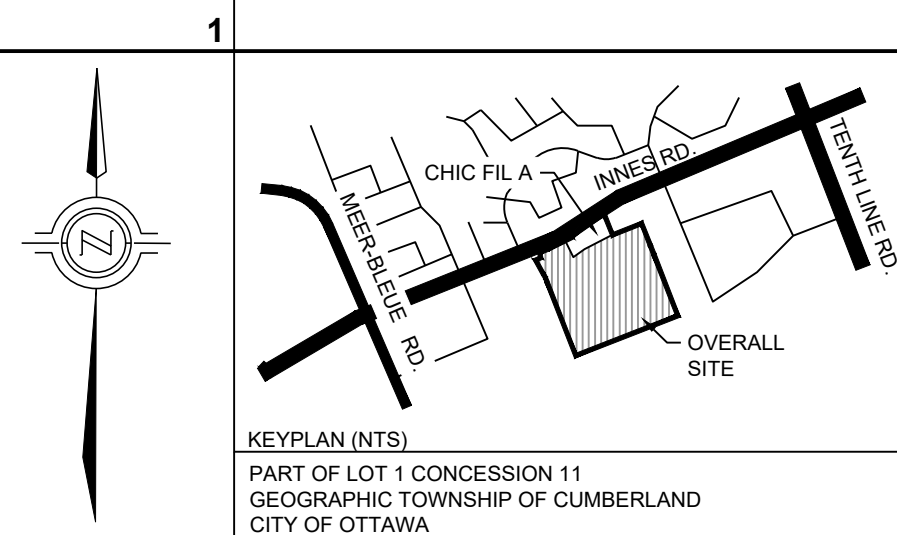 1
N
CHIC FIL A
INNES RD.
TENTH LINE RD.
MEER-BLEUE RD.
OVERALL
SITE
KEYPLAN (NTS)
PART OF LOT 1 CONCESSION 11
GEOGRAPHIC TOWNSHIP OF CUMBERLAND
CITY OF OTTAWA